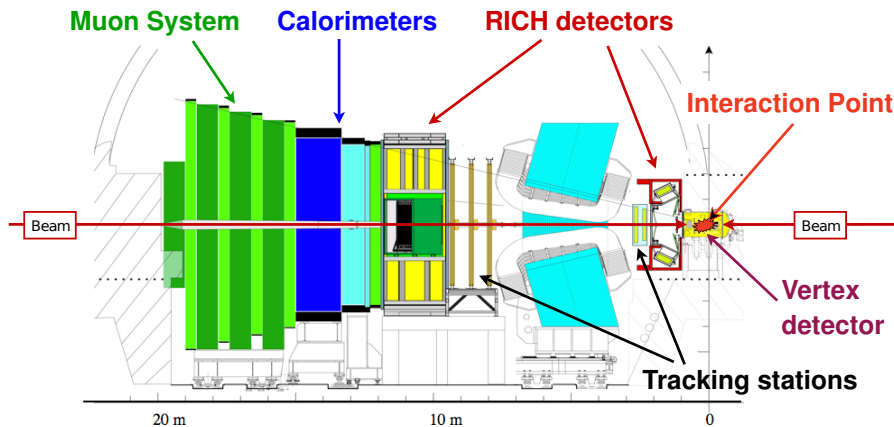 Muon System
Calorimeters
RICH detectors
Interaction Point
Beam
Beam
Vertex
detector
Tracking stations
20 m
10 m
0